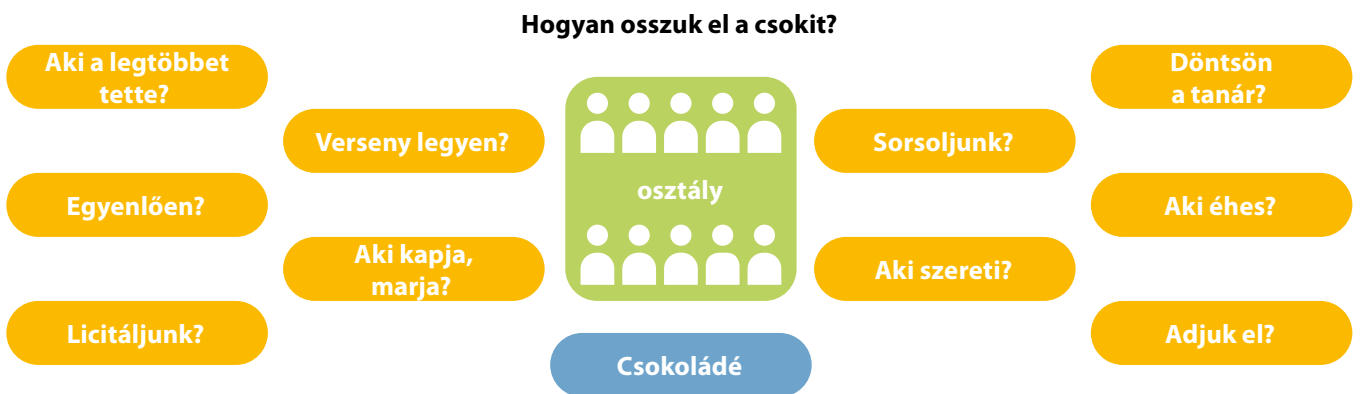 Hogyan osszuk el a csokit?
Aki a legtöbbet
tette?
Verseny legyen?
Egyenlően?
Aki kapja,
marja?
Licitáljunk?
osztály
Csokoládé
Döntsön
a tanár?
Sorsoljunk?
Aki éhes?
Aki szereti?
Adjuk el?